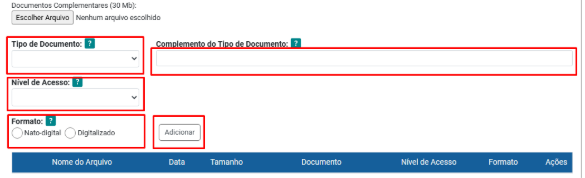 Documentos Complementares (30 Mb):
Escolher Arquivo Nenhum arquivo escolhido
Tipo de Documento: ? Complemento do Tipo de Documento: ?
Nível de Acesso: ?
Formato: ?
Nato-digital Digitalizado Adicionar
Nome do Arquivo Data Tamanho Documento Nível de Acesso Formato Ações